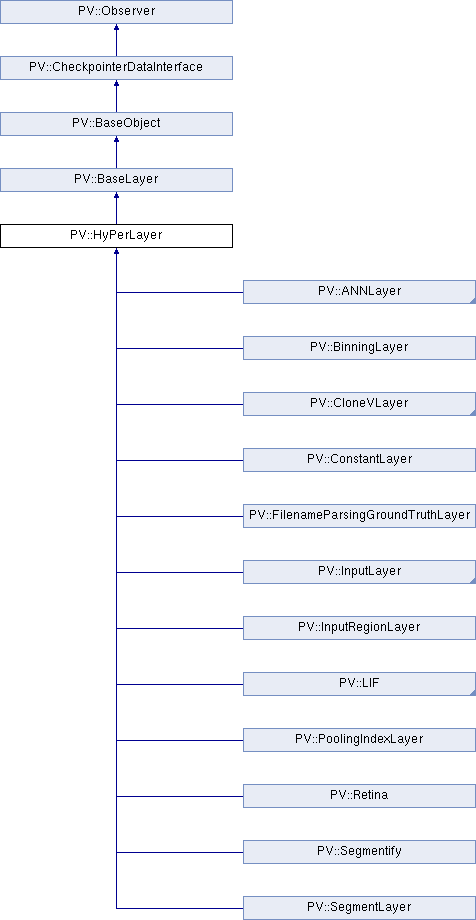 PV::Observer
PV::CheckpointerDataInterface
PV::BaseObject
PV::BaseLayer
PV::HyPerLayer
PV::ANNLayer
PV::BinningLayer
PV::CloneVLayer
PV::ConstantLayer
PV::FilenameParsingGroundTruthLayer
PV::InputLayer
PV::InputRegionLayer
PV::LIF
PV::PoolingIndexLayer
PV::Retina
PV::Segmentify
PV::SegmentLayer